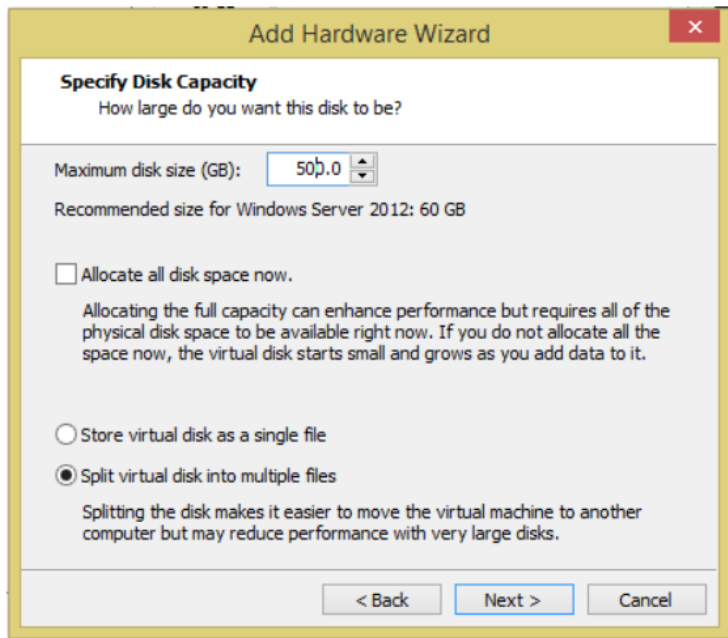 Add Hardware Wizard
Specify Disk Capacity
How large do you want this disk to be?
Maximum disk size (GB): 500.0
Recommended size for Windows Server 2012: 60 GB
Allocate all disk space now.
Allocating the full capacity can enhance performance but requires all of the
physical disk space to be available right now. If you do not allocate all the
space now, the virtual disk starts small and grows as you add data to it.
Store virtual disk as a single file
Split virtual disk into multiple files
Splitting the disk makes it easier to move the virtual machine to another
computer but may reduce performance with very large disks.
< Back Next > Cancel